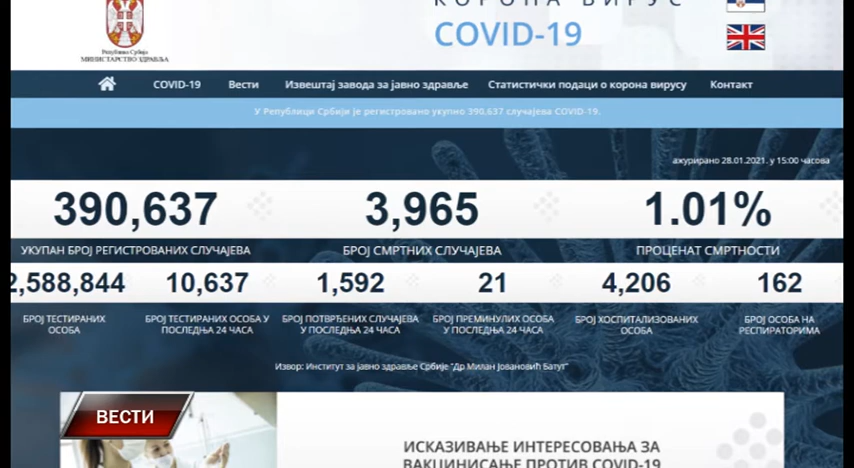 КОРОНА ВИРУС
COVID-19
Република Србија
МИНИСТАРСТВО ЗДРАВЉА
COVID-19 Вести Извештај завода за јавно здравље Статистички подаци о корона вирусу Контакт
У Републици Србији је регистровано укупно 390,637 случајева COVID-19.
ажурирано 28.01.2021. у 15:00 часова
390,637 3,965 1.01%
УКУПАН БРОЈ РЕГИСТРОВАНИХ СЛУЧАЈЕВА БРОЈ СМРТНИХ СЛУЧАЈЕВА ПРОЦЕНАТ СМРТНОСТИ
2,588,844 10,637 1,592 21 4,206 162
БРОЈ ТЕСТИРАНИХ БРОЈ ТЕСТИРАНИХ ОСОБА У БРОЈ ПОТВРЂЕНИХ СЛУЧАЈЕВА БРОЈ ПРЕМИНУЛИХ ОСОБА БРОЈ ХОСПИТАЛИЗОВАНИХ БРОЈ ОСОБА НА
ОСОБА ПОСЛЕДЊА 24 ЧАСА У ПОСЛЕДЊА 24 ЧАСА У ПОСЛЕДЊА 24 ЧАСА ОСОБА РЕСПИРАТОРИМА
Извор: Институт за јавно здравље Србије "Др Милан Јовановић Батут"
ВЕСТИ
ИСКАЗИВАЊЕ ИНТЕРЕСОВАЊА ЗА
ВАКЦИНИСАЊЕ ПРОТИВ COVID-19